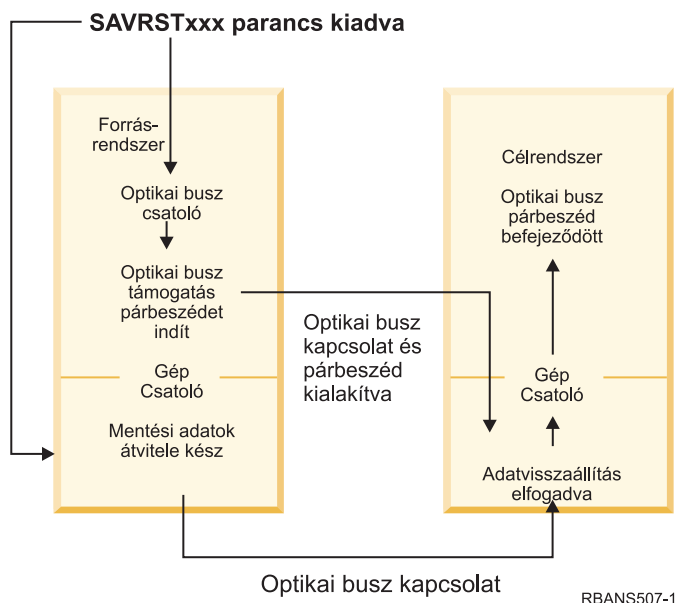 SAVRSTxxx parancs kiadva
Forrás-
rendszer
Optikai busz
csatoló
Optikai busz
támogatás
párbeszédet
indít
Gép
Csatoló
Mentési adatok
átvitele kész
Optikai busz
kapcsolat és
párbeszéd
kialakítva
Célrendszer
Optikai busz
párbeszéd
befejeződött
Gép
Csatoló
Adatvisszaállítás
elfogadva
Optikai busz kapcsolat
RBANS507-1